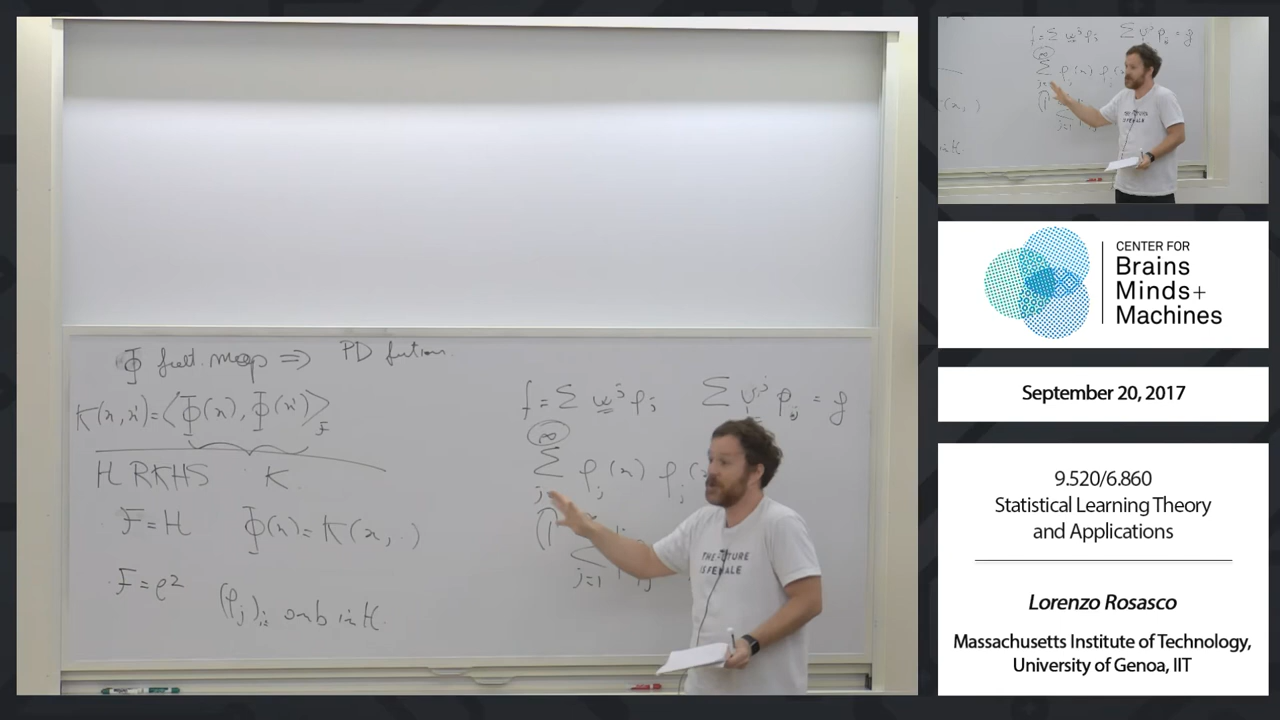 Φ feat. map ⇒ PD function.
K(x,x') = ⟨Φ(x), Φ(x')⟩_F
H RKHS K.
F = H Φ(x) = K(x, ·)
F = ℓ² (φ_j)_j onb in H.
f = Σ w^j φ_j Σ v^j φ_j = g
∞
Σ φ_j(x) φ_j(x
j=1
THE FUTURE
IS FEMALE
CENTER FOR
Brains
Minds+
Machines
September 20, 2017
9.520/6.860
Statistical Learning Theory
and Applications
Lorenzo Rosasco
Massachusetts Institute of Technology,
University of Genoa, IIT